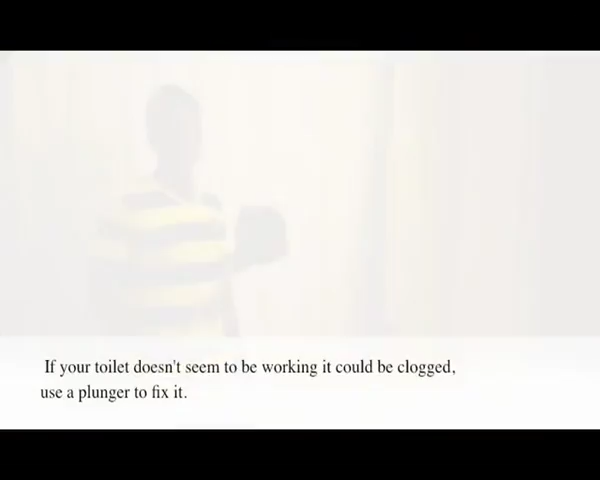 If your toilet doesn't seem to be working it could be clogged,
use a plunger to fix it.